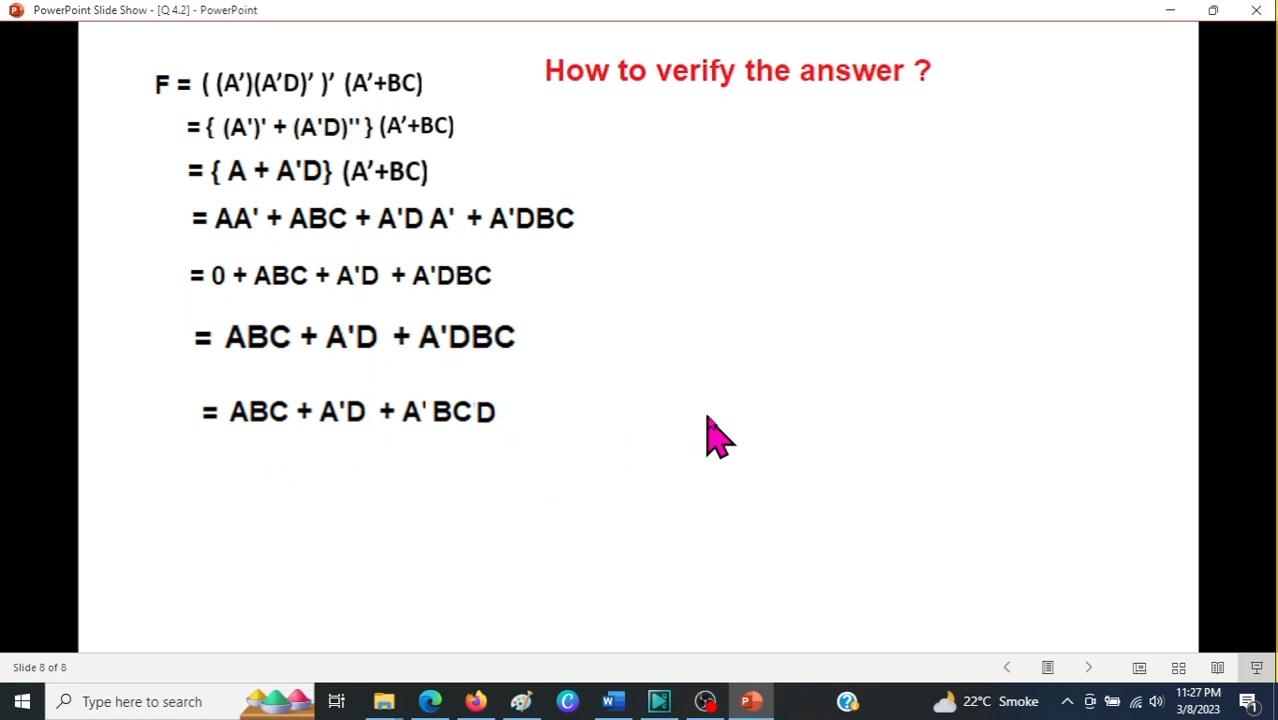 PowerPoint Slide Show - [Q 4.2] - PowerPoint
How to verify the answer ?
F = ( (A’)(A’D)’ )’ (A’+BC)
= { (A')' + (A'D)'' } (A’+BC)
= { A + A'D} (A’+BC)
= AA' + ABC + A'D A' + A'DBC
= 0 + ABC + A'D + A'DBC
= ABC + A'D + A'DBC
= ABC + A'D + A' BC D
Slide 8 of 8
Type here to search
22°C Smoke
11:27 PM
3/8/2023
1